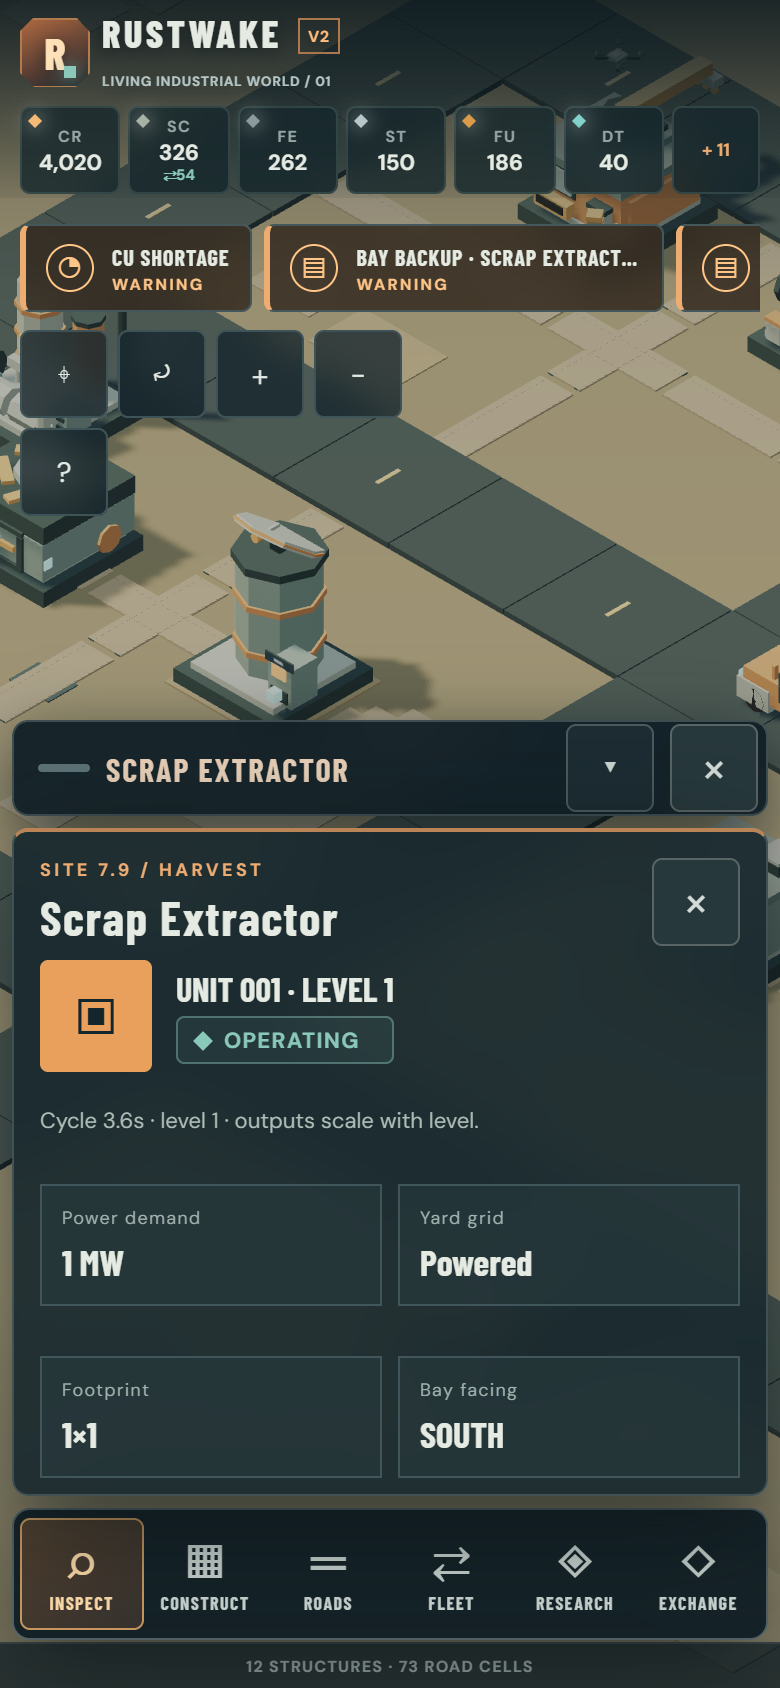 R
RUSTWAKE V2
LIVING INDUSTRIAL WORLD / 01
CR
4,020
SC
326
⇄54
FE
262
ST
150
FU
186
DT
40
+ 11
CU SHORTAGE
WARNING
BAY BACKUP · SCRAP EXTRACT…
WARNING
+
-
?
SCRAP EXTRACTOR
▼
×
SITE 7.9 / HARVEST
Scrap Extractor
×
UNIT 001 · LEVEL 1
◆ OPERATING
Cycle 3.6s · level 1 · outputs scale with level.
Power demand
1 MW
Yard grid
Powered
Footprint
1×1
Bay facing
SOUTH
INSPECT
CONSTRUCT
ROADS
FLEET
RESEARCH
EXCHANGE
12 STRUCTURES · 73 ROAD CELLS